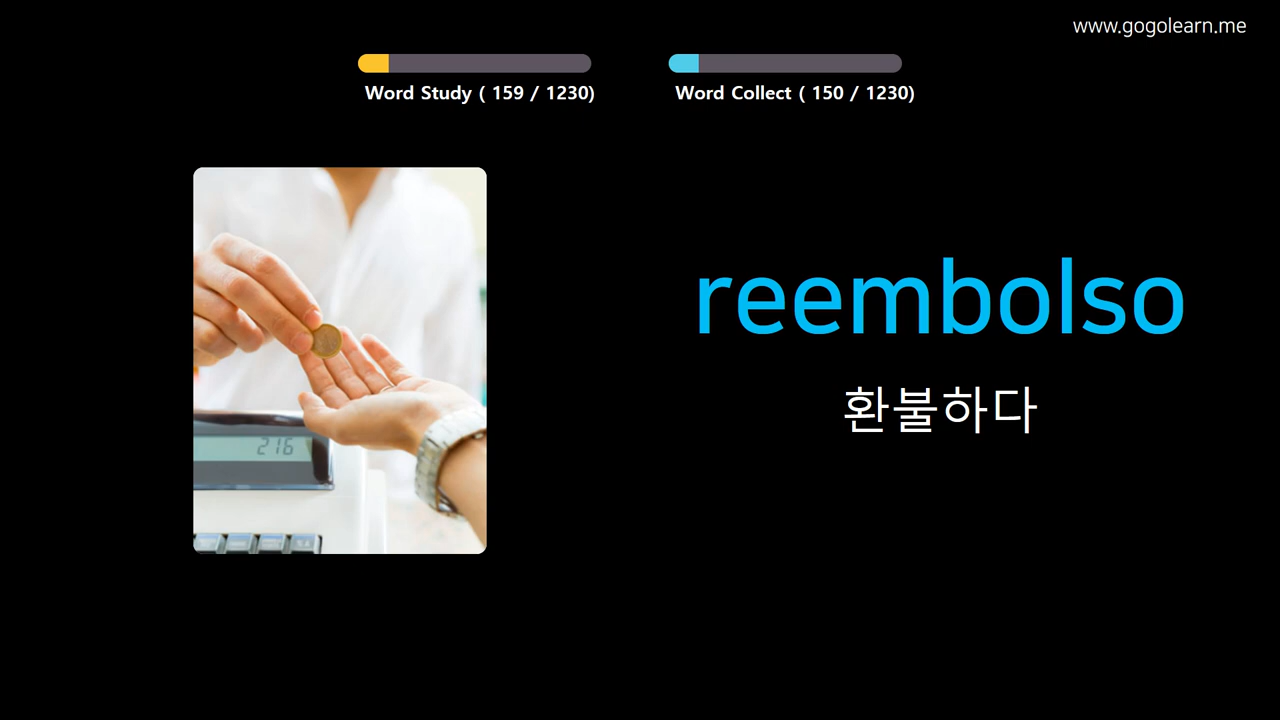 www.gogolearn.me
Word Study ( 159 / 1230)
Word Collect ( 150 / 1230)
reembolso
환불하다
216